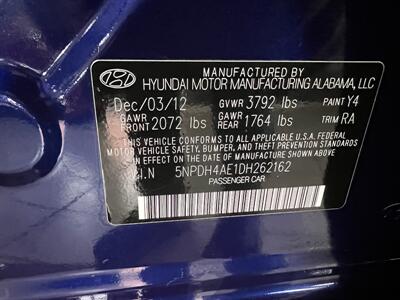 HYUNDAI MOTOR MANUFACTURING ALABAMA, LLC
Dec/03/12 GVWR 3792 lbs PAINT Y4
GAWR FRONT 2072 lbs GAWR REAR 1764 lbs TRIM RA
THIS VEHICLE CONFORMS TO ALL APPLICABLE U.S.A. FEDERAL
MOTOR VEHICLE SAFETY, BUMPER, AND THEFT PREVENTION STANDARDS
IN EFFECT ON THE DATE OF MANUFACTURE SHOWN ABOVE.
V.I.N 5NPDH4AE1DH262162
PASSENGER CAR